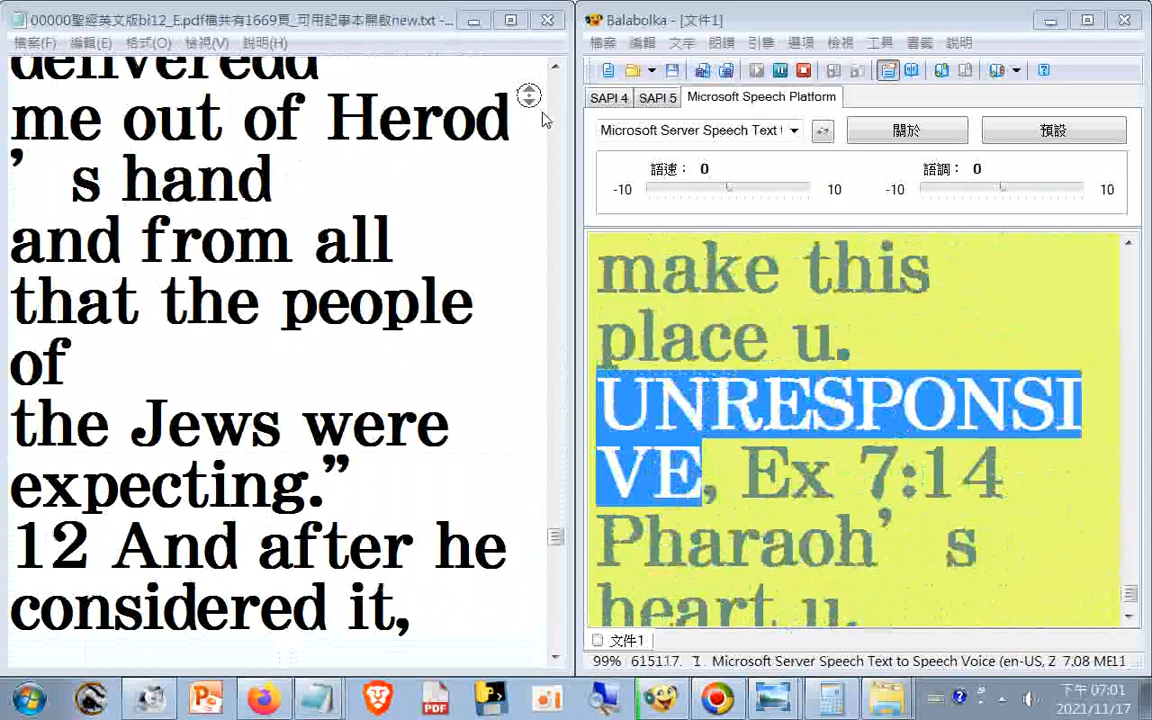 00000聖經英文版bi12_E.pdf檔共有1669頁_可用記事本開啟new.txt -...
檔案(F) 編輯(E) 格式(O) 檢視(V) 說明(H)
deliveredd
me out of Herod
’ s hand
and from all
that the people
of
the Jews were
expecting.”
12 And after he
considered it,
Balabolka - [文件1]
檔案 編輯 文字 朗讀 引擎 選項 檢視 工具 書籤 說明
SAPI 4 SAPI 5 Microsoft Speech Platform
Microsoft Server Speech Text 關於 預設
語速： 0 語調： 0
-10 10 -10 10
make this
place u.
UNRESPONSI
VE, Ex 7:14
Pharaoh’ s
heart u.
文件1
99% Microsoft Server Speech Text to Speech Voice (en-US, Z 7.08 ME11
PDF
下午 07:01
2021/11/17